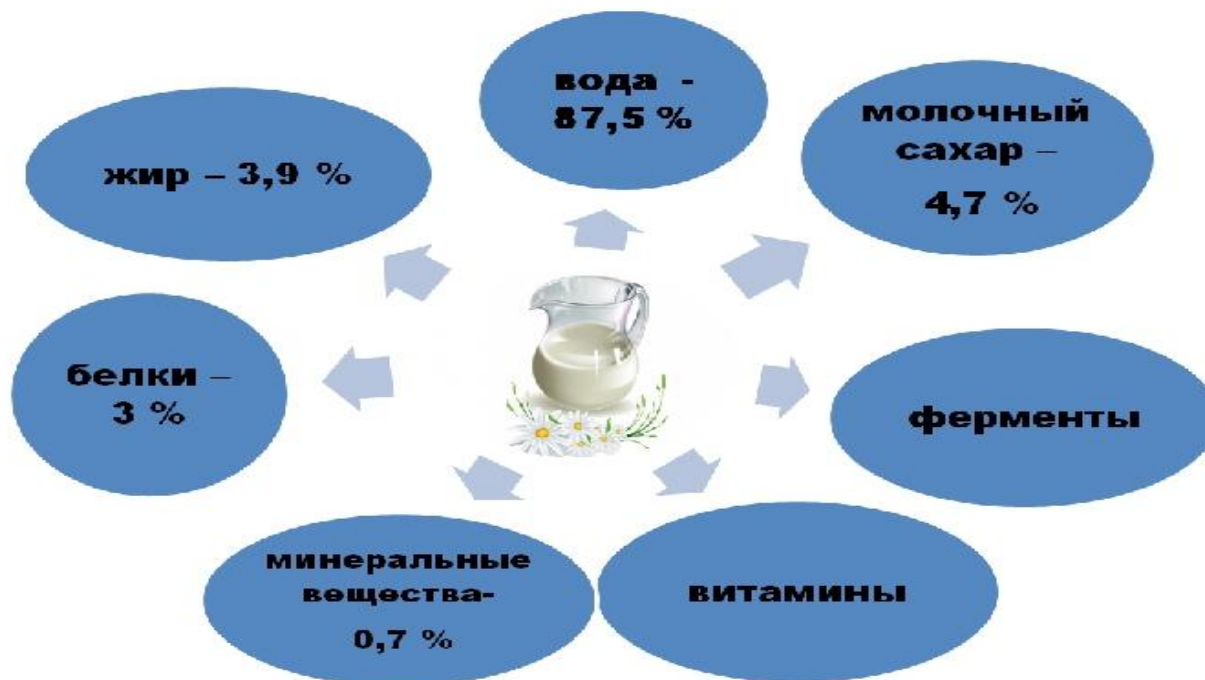 вода -
87,5 %
молочный
сахар –
4,7 %
жир – 3,9 %
белки –
3 %
ферменты
минеральные
вещества-
0,7 %
витамины